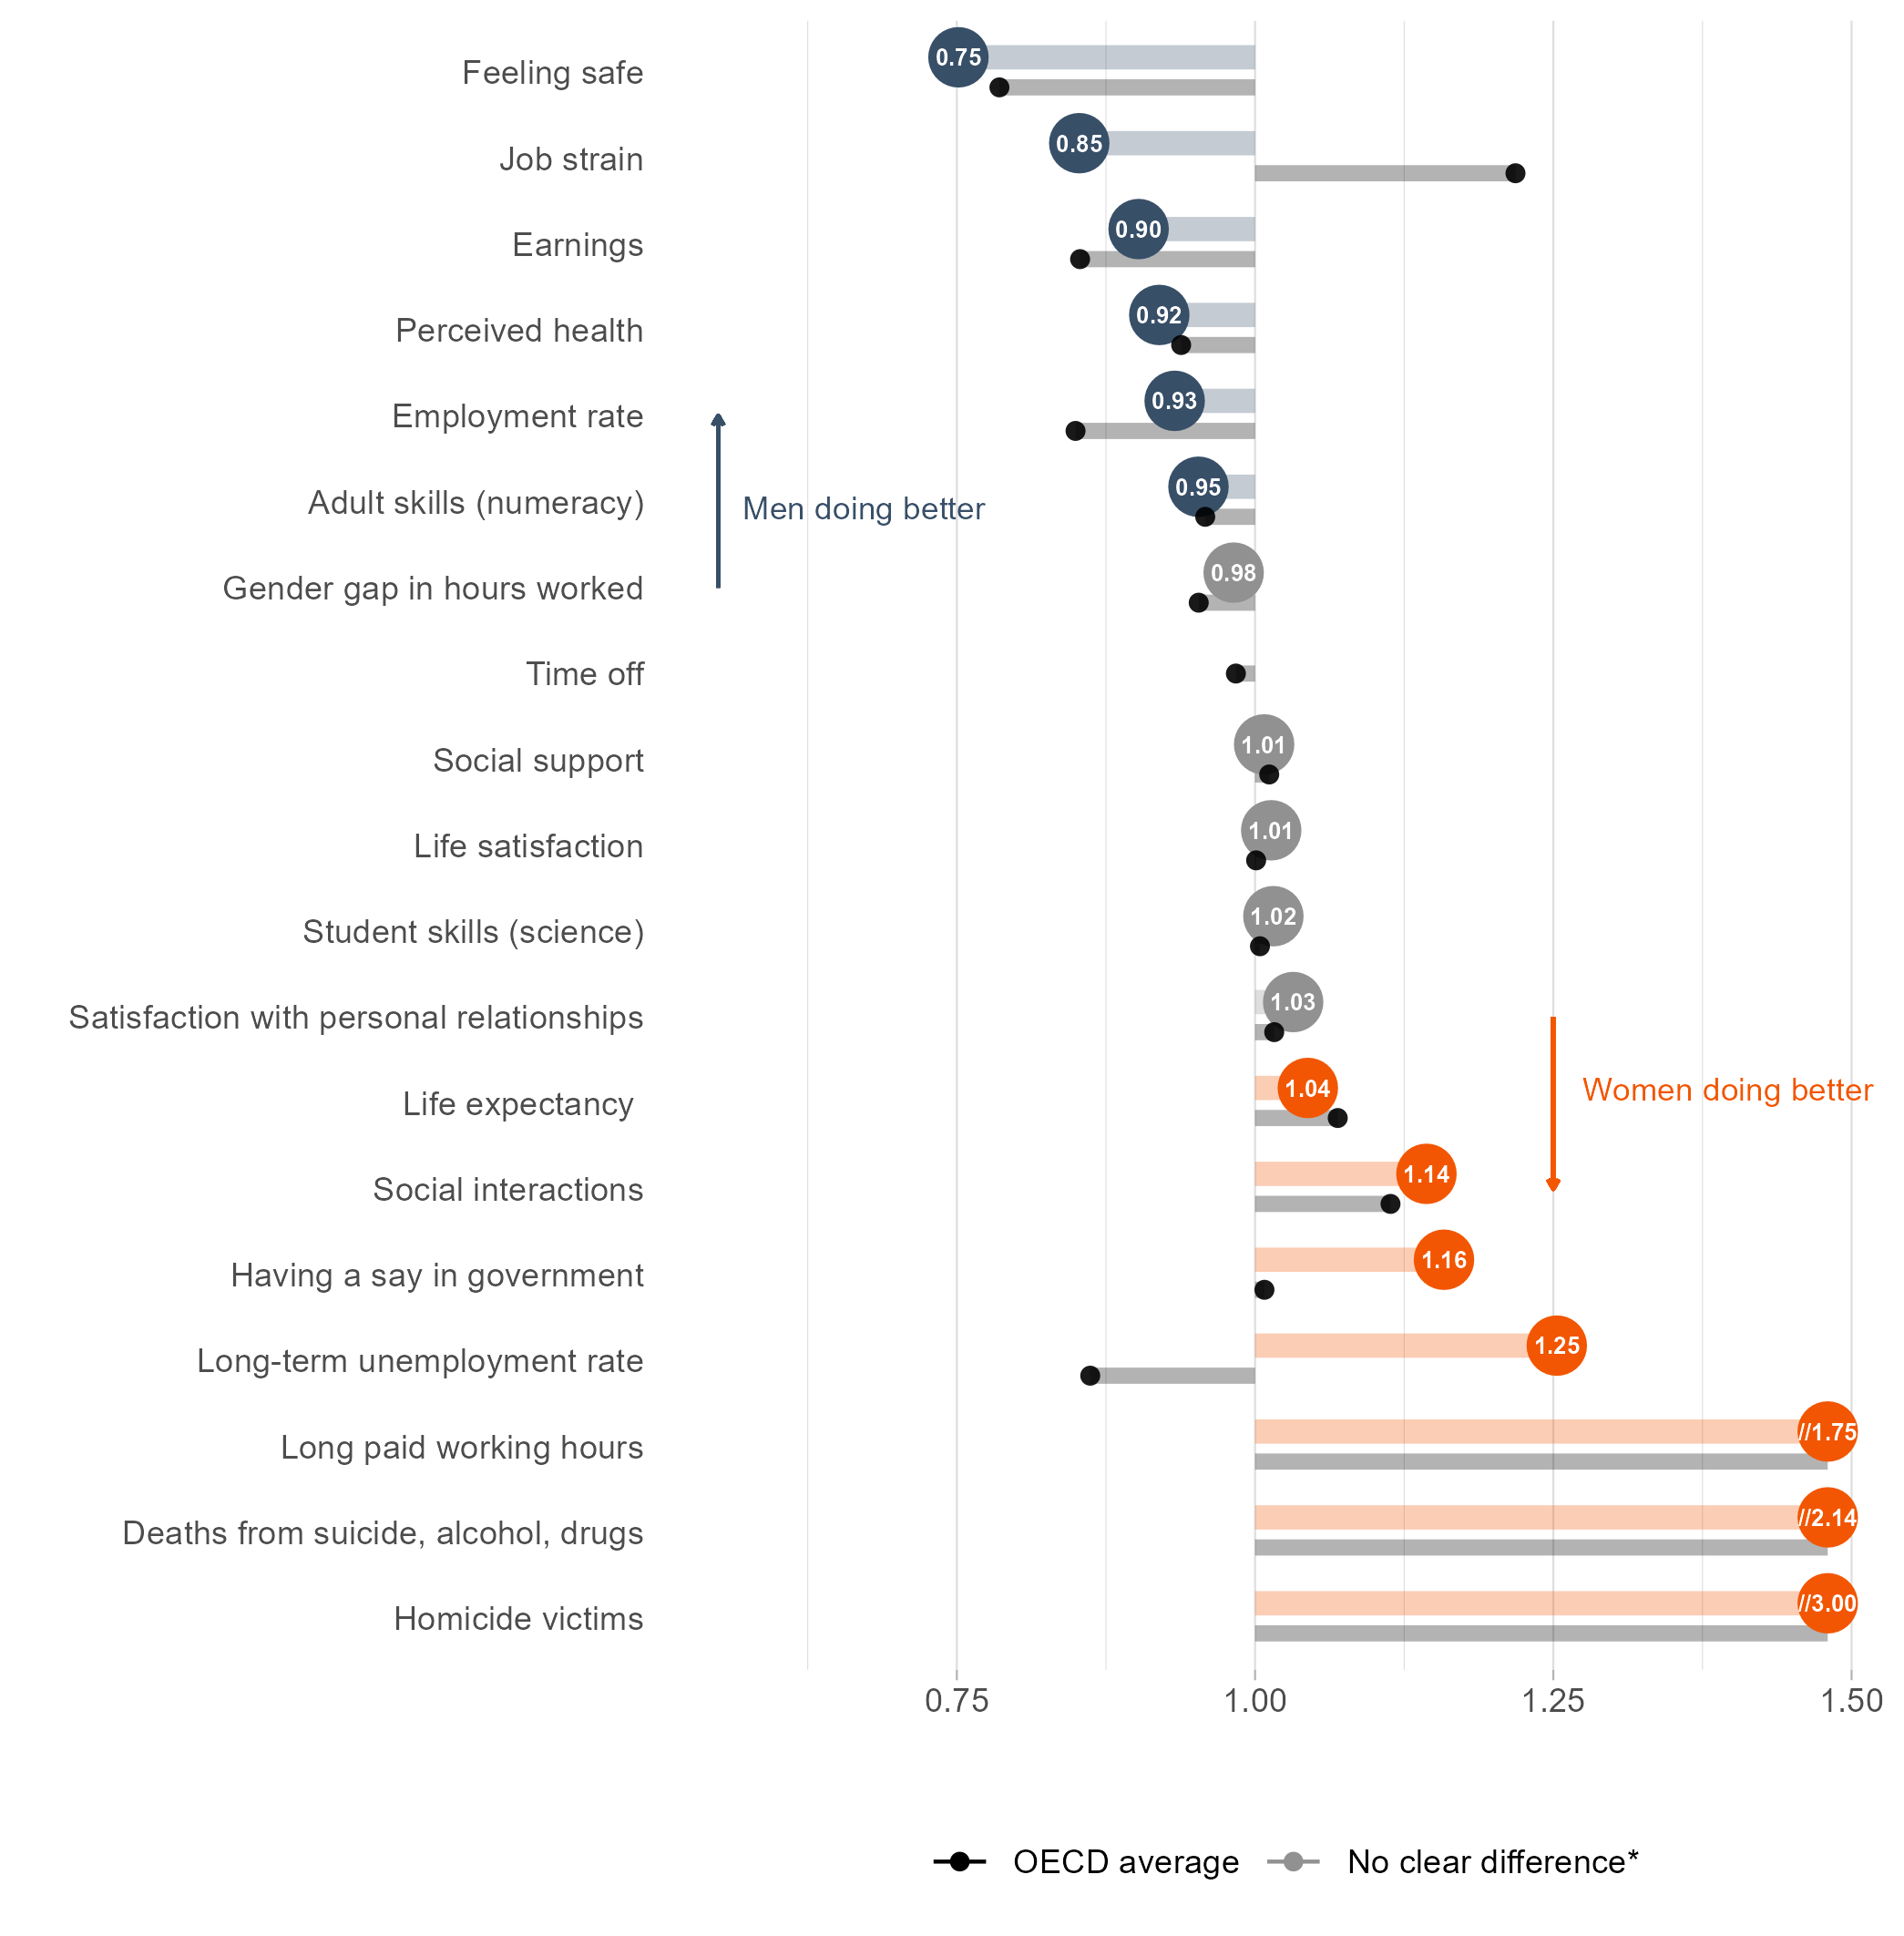 Feeling safe
0.75
Job strain
0.85
Earnings
0.90
Perceived health
0.92
Employment rate
0.93
Adult skills (numeracy)
0.95
Men doing better
Gender gap in hours worked
0.98
Time off
Social support
1.01
Life satisfaction
1.01
Student skills (science)
1.02
Satisfaction with personal relationships
1.03
Life expectancy
1.04
Women doing better
Social interactions
1.14
Having a say in government
1.16
Long-term unemployment rate
1.25
Long paid working hours
//1.75
Deaths from suicide, alcohol, drugs
//2.14
Homicide victims
//3.00
0.75 1.00 1.25 1.50
OECD average No clear difference*